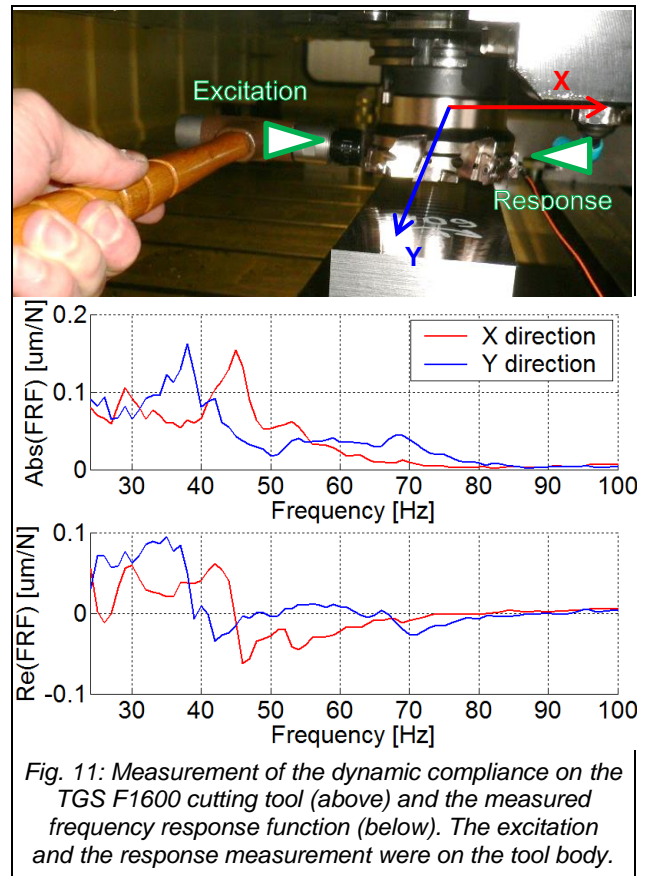 Excitation
X
Response
Y
0.2
0.1
0
Abs(FRF) [um/N]
X direction
Y direction
30 40 50 60 70 80 90 100
Frequency [Hz]
0.1
0
-0.1
Re(FRF) [um/N]
30 40 50 60 70 80 90 100
Frequency [Hz]
Fig. 11: Measurement of the dynamic compliance on the
TGS F1600 cutting tool (above) and the measured
frequency response function (below). The excitation
and the response measurement were on the tool body.